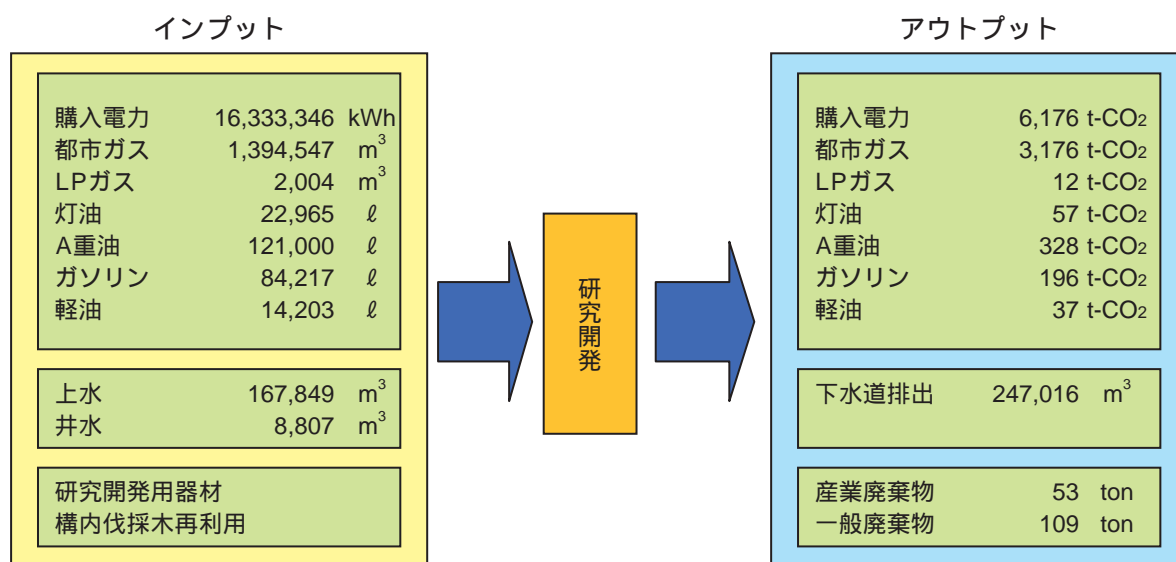 インプット
購入電力 16,333,346 kWh
都市ガス 1,394,547 m³
LPガス 2,004 m³
灯油 22,965 ℓ
A重油 121,000 ℓ
ガソリン 84,217 ℓ
軽油 14,203 ℓ
上水 167,849 m³
井水 8,807 m³
研究開発用器材
構内伐採木再利用
研究開発
アウトプット
購入電力 6,176 t-CO₂
都市ガス 3,176 t-CO₂
LPガス 12 t-CO₂
灯油 57 t-CO₂
A重油 328 t-CO₂
ガソリン 196 t-CO₂
軽油 37 t-CO₂
下水道排出 247,016 m³
産業廃棄物 53 ton
一般廃棄物 109 ton